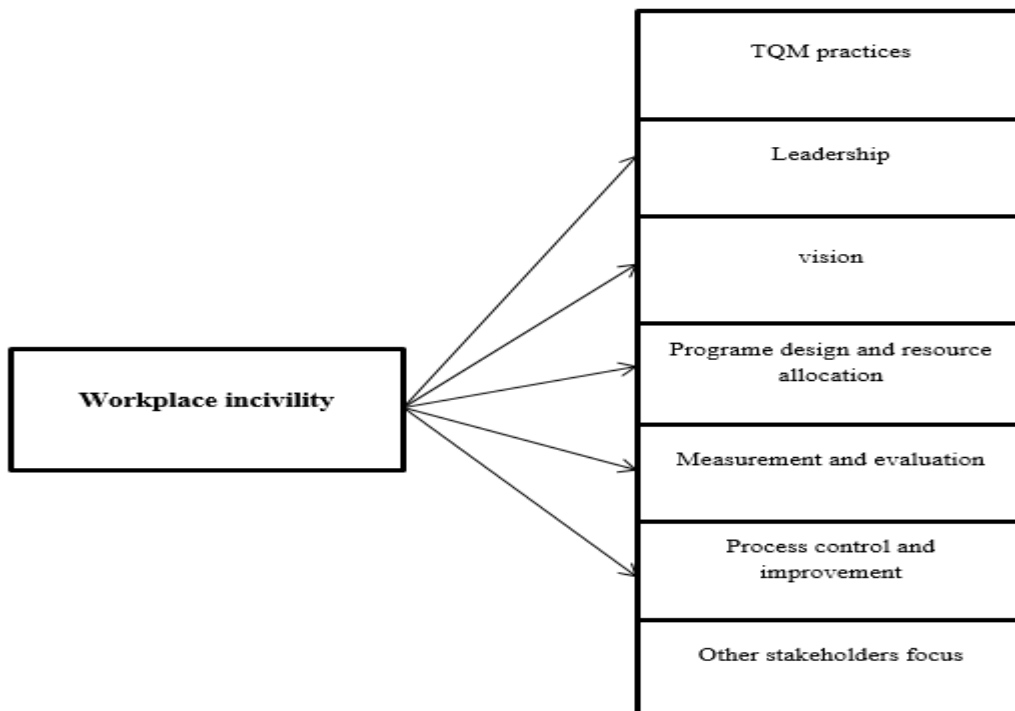 TQM practices
Leadership
vision
Programe design and resource
allocation
Workplace incivility
Measurement and evaluation
Process control and
improvement
Other stakeholders focus